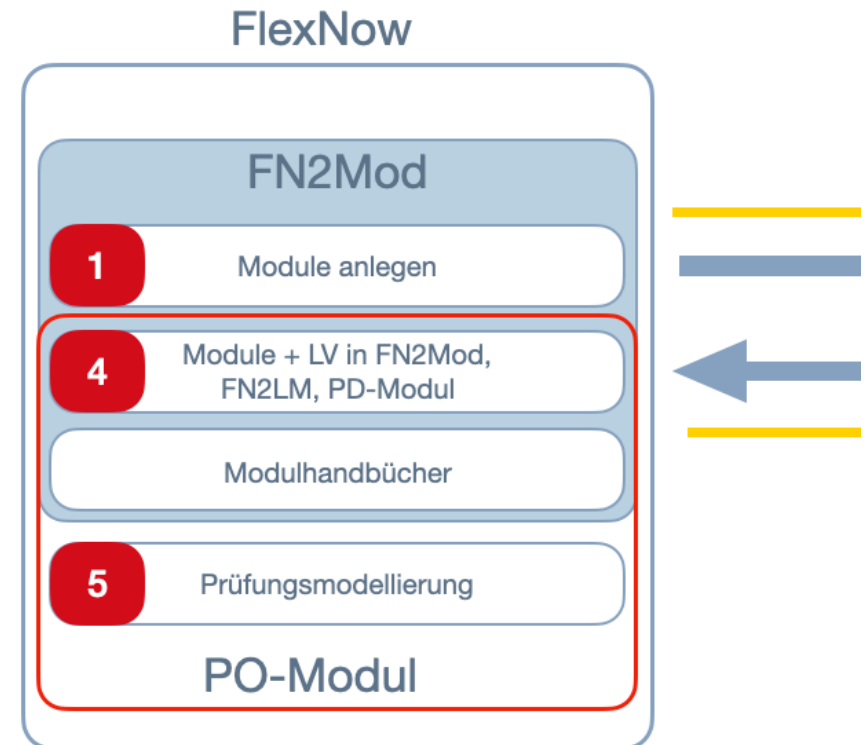 FlexNow
FN2Mod
1
Module anlegen
4
Module + LV in FN2Mod,
FN2LM, PD-Modul
Modulhandbücher
5
Prüfungsmodellierung
PO-Modul